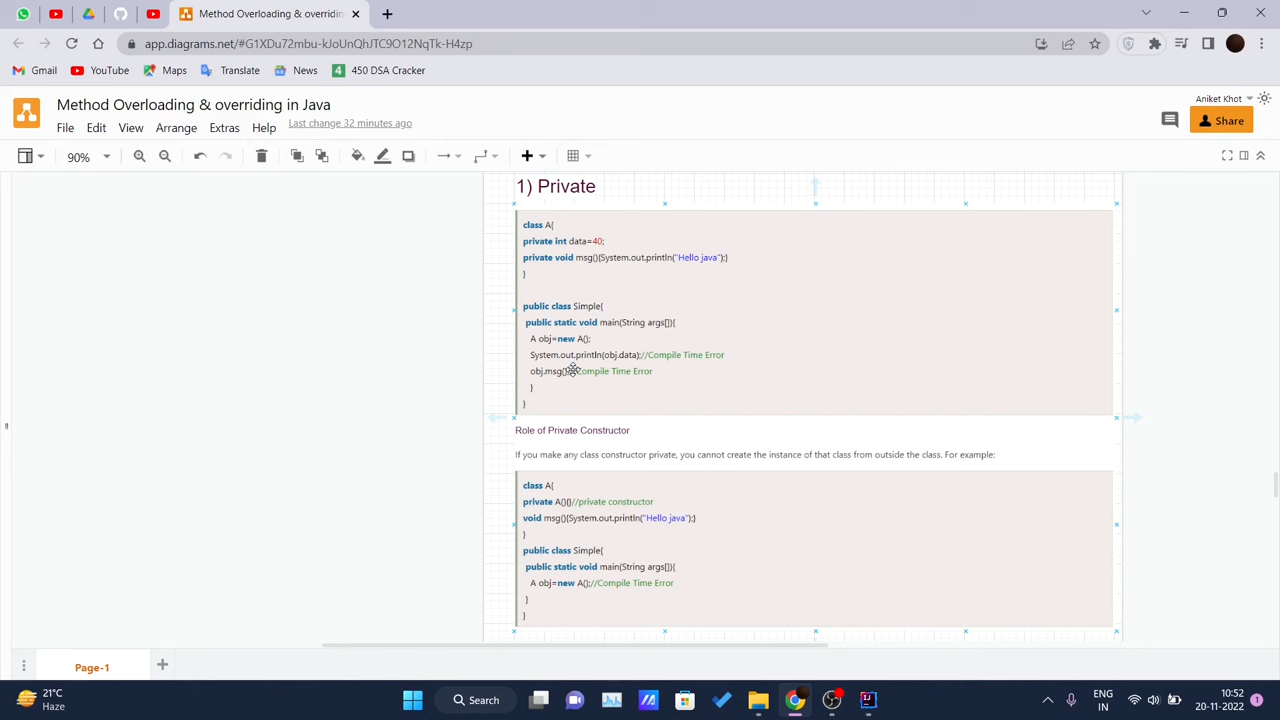 Method Overloading & overriding
app.diagrams.net/#G1XDu72mbu-kJoUnQhJTC9O12NqTk-H4zp
Gmail YouTube Maps Translate News 4 450 DSA Cracker
Method Overloading & overriding in Java
Aniket Khot
File Edit View Arrange Extras Help Last change 32 minutes ago
Share
90%
1) Private
class A{
private int data=40;
private void msg(){System.out.println("Hello java");}
}
public class Simple{
public static void main(String args[]){
A obj=new A();
System.out.println(obj.data);//Compile Time Error
obj.msg() Compile Time Error
}
}
Role of Private Constructor
If you make any class constructor private, you cannot create the instance of that class from outside the class. For example:
class A{
private A(){}//private constructor
void msg(){System.out.println("Hello java");}
}
public class Simple{
public static void main(String args[]){
A obj=new A();//Compile Time Error
}
}
Page-1
21°C
Haze
Search
ENG
IN
10:52
20-11-2022
1